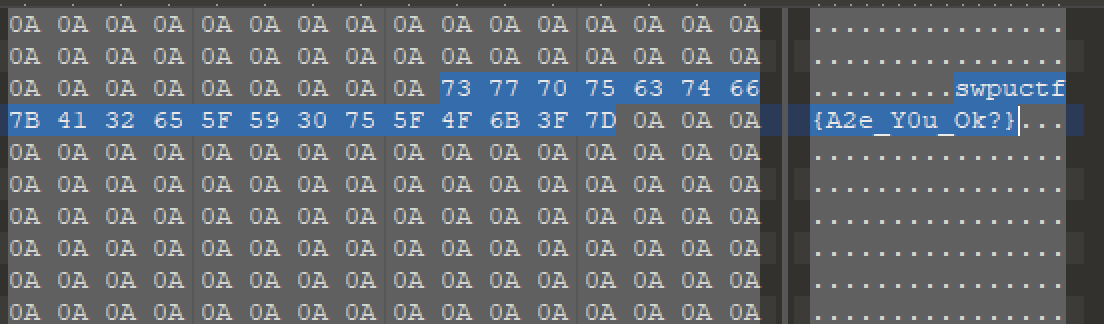 0A 0A 0A 0A 0A 0A 0A 0A 0A 0A 0A 0A 0A 0A 0A 0A ................
0A 0A 0A 0A 0A 0A 0A 0A 0A 0A 0A 0A 0A 0A 0A 0A ................
0A 0A 0A 0A 0A 0A 0A 0A 0A 73 77 70 75 63 74 66 .........swpuctf
7B 41 32 65 5F 59 30 75 5F 4F 6B 3F 7D 0A 0A 0A {A2e_Y0u_Ok?}...
0A 0A 0A 0A 0A 0A 0A 0A 0A 0A 0A 0A 0A 0A 0A 0A ................
0A 0A 0A 0A 0A 0A 0A 0A 0A 0A 0A 0A 0A 0A 0A 0A ................
0A 0A 0A 0A 0A 0A 0A 0A 0A 0A 0A 0A 0A 0A 0A 0A ................
0A 0A 0A 0A 0A 0A 0A 0A 0A 0A 0A 0A 0A 0A 0A 0A ................
0A 0A 0A 0A 0A 0A 0A 0A 0A 0A 0A 0A 0A 0A 0A 0A ................
0A 0A 0A 0A 0A 0A 0A 0A 0A 0A 0A 0A 0A 0A 0A 0A ................